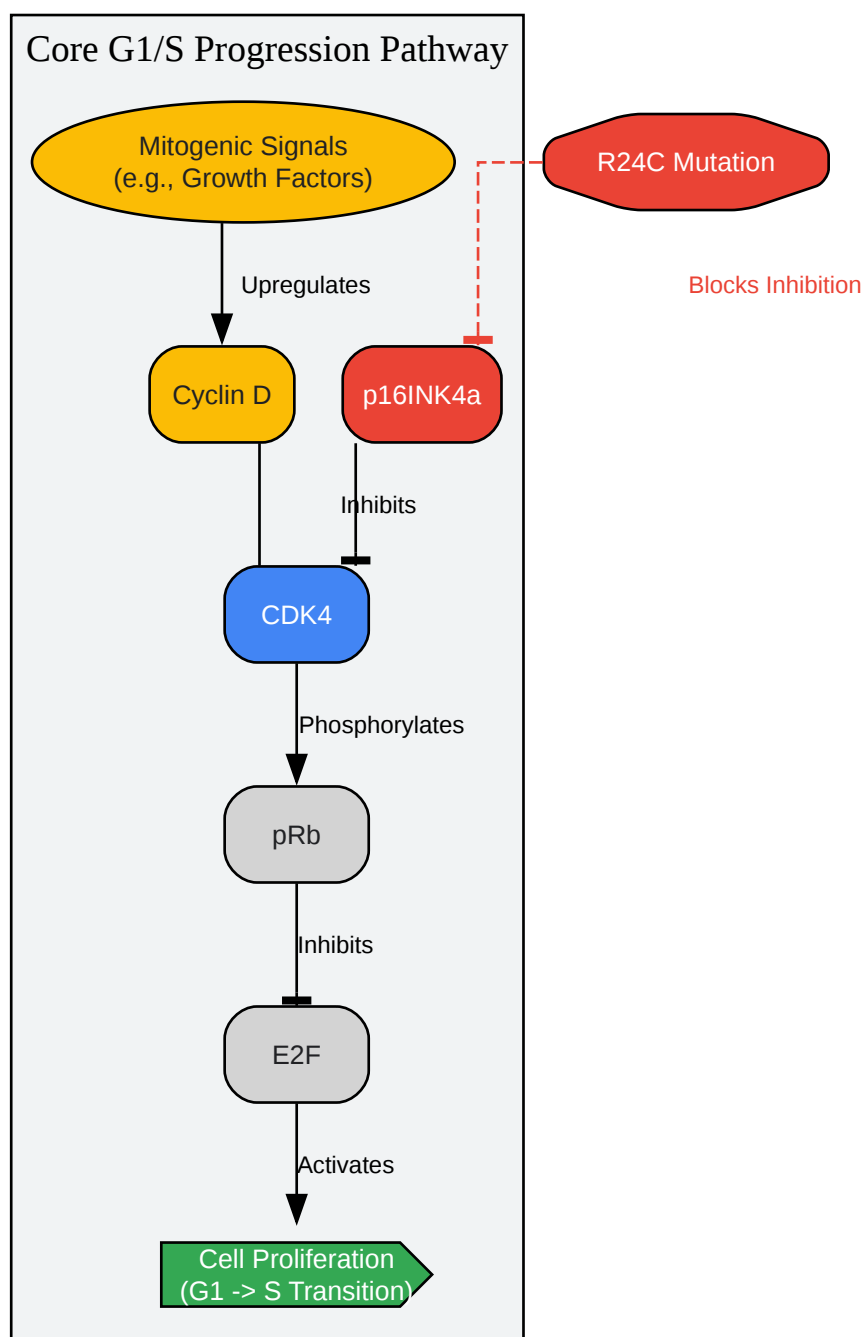 Core G1/S Progression Pathway
Mitogenic Signals
(e.g., Growth Factors)
R24C Mutation
Upregulates
Blocks Inhibition
Cyclin D
p16INK4a
Inhibits
CDK4
Phosphorylates
pRb
Inhibits
E2F
Activates
Cell Proliferation
(G1 -> S Transition)